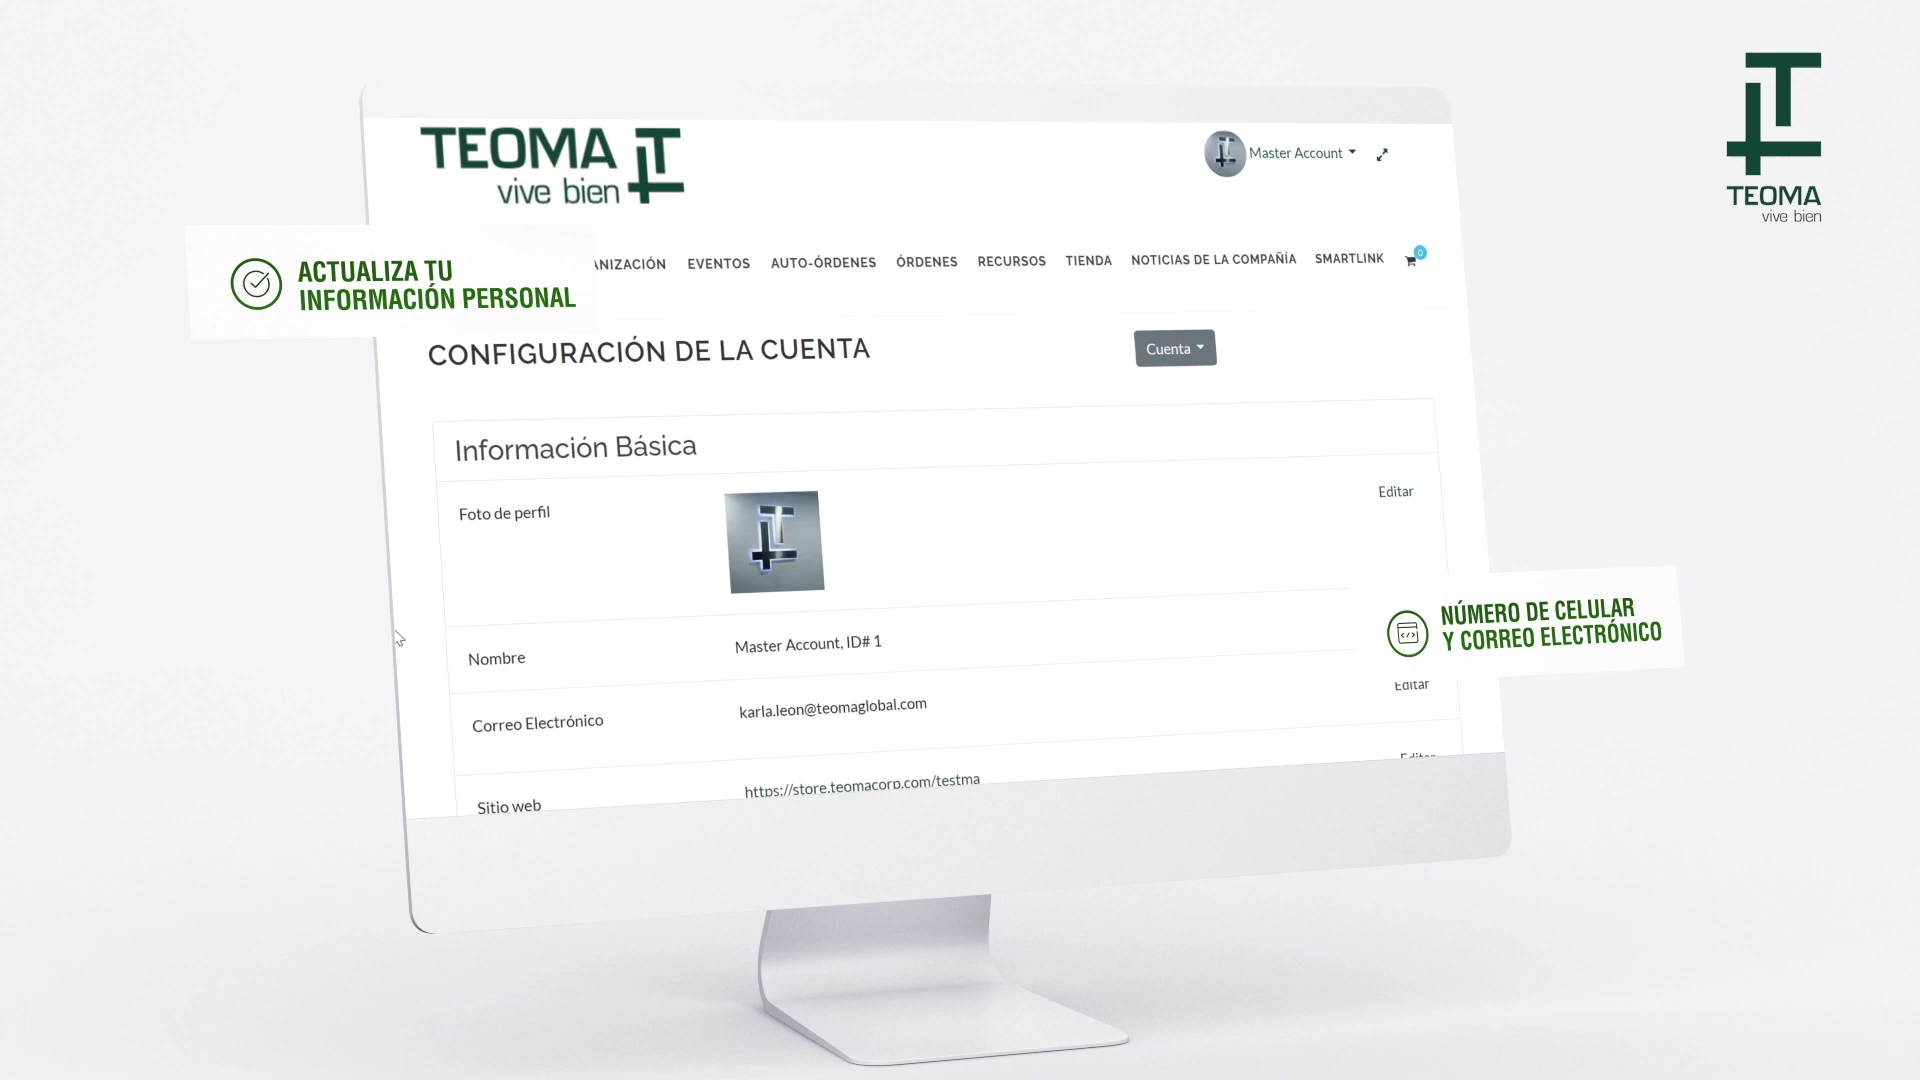 TEOMA
vive bien
Master Account
TEOMA
vive bien
ACTUALIZA TU
INFORMACIÓN PERSONAL
EVENTOS AUTO-ÓRDENES ÓRDENES RECURSOS TIENDA NOTICIAS DE LA COMPAÑÍA SMARTLINK 0
CONFIGURACIÓN DE LA CUENTA
Cuenta
Información Básica
Foto de perfil
Editar
NÚMERO DE CELULAR
Y CORREO ELECTRÓNICO
Nombre Master Account, ID# 1
Correo Electrónico karla.leon@teomaglobal.com Editar
Sitio web https://store.teomacorp.com/testma Editar